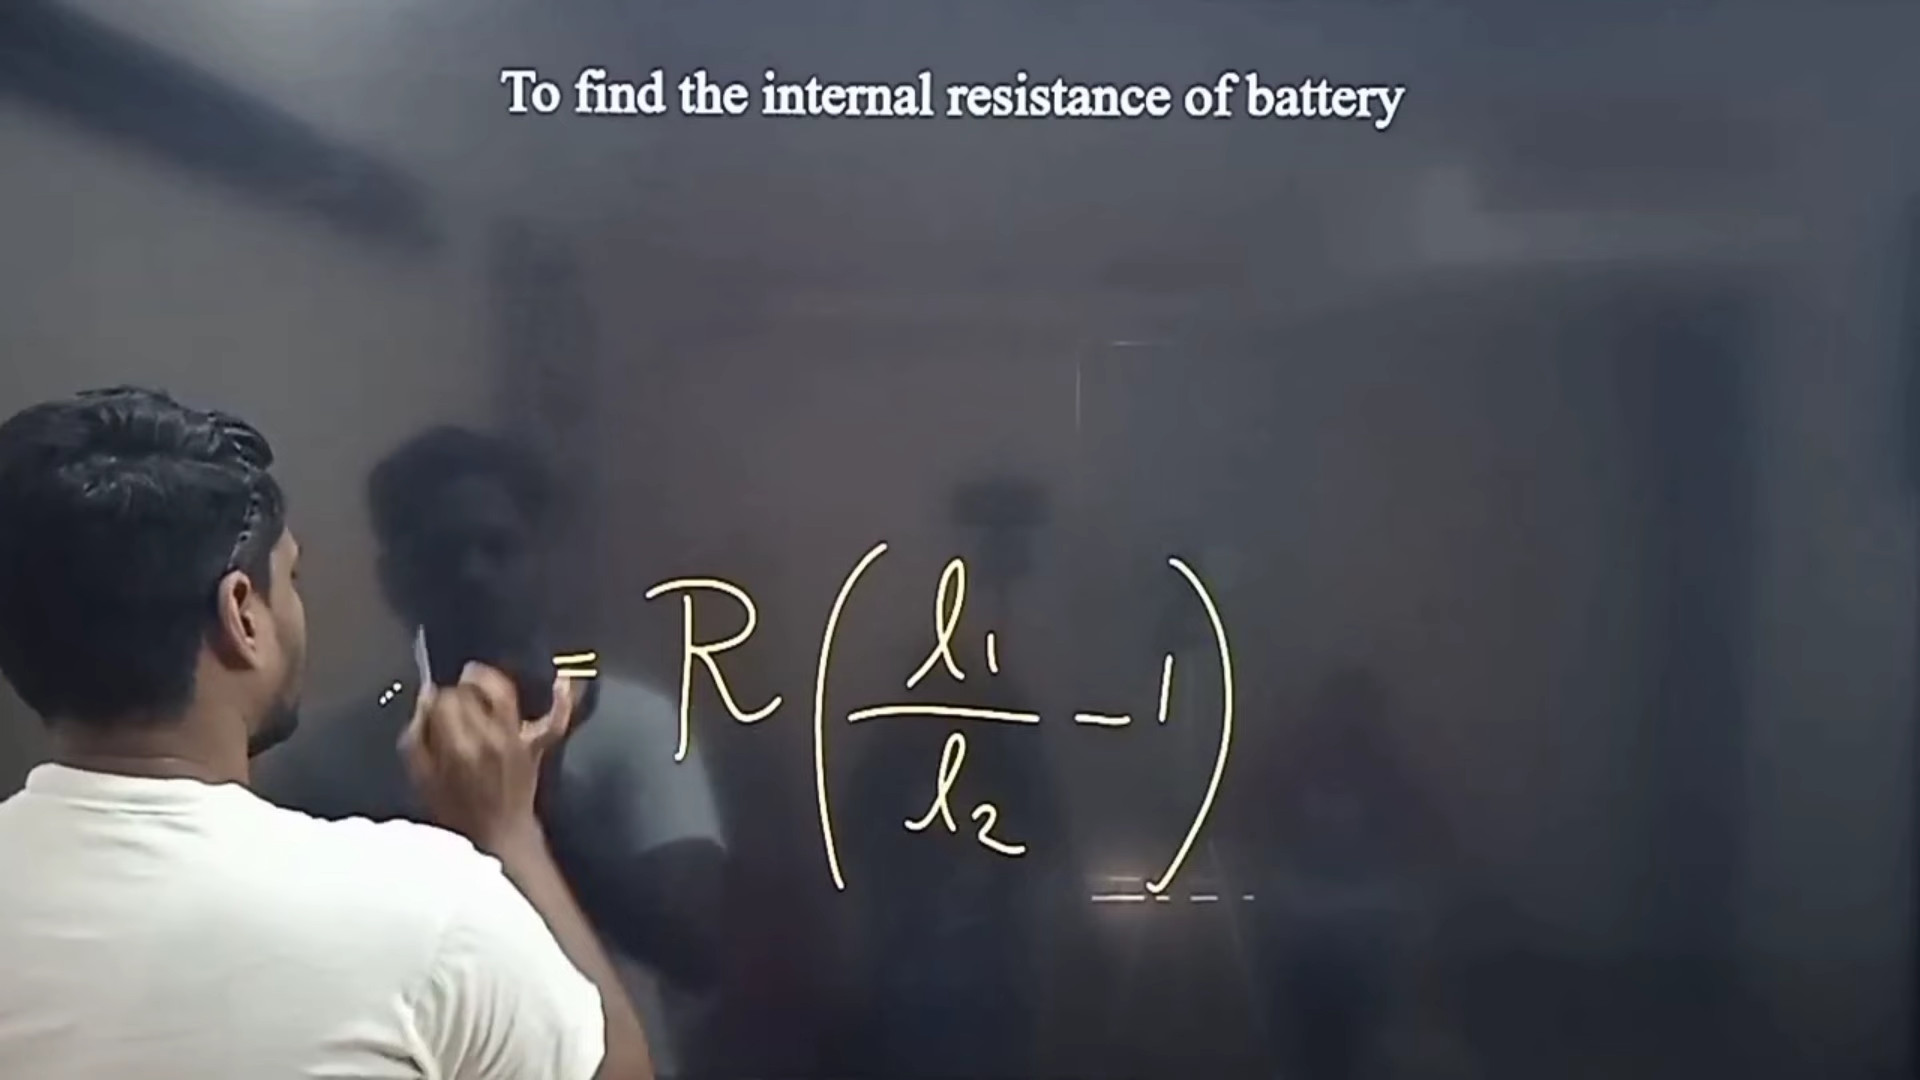 To find the internal resistance of battery
= R ( l₁ / l₂ - 1 )